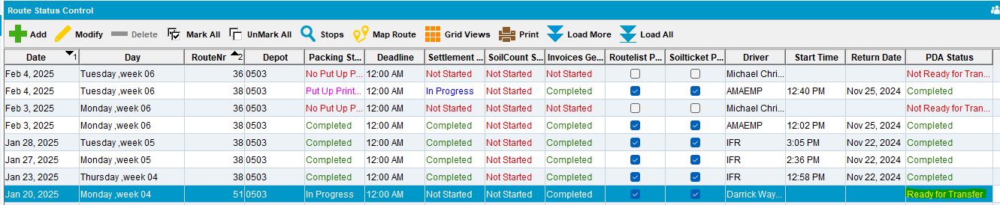 Route Status Control
Add Modify Delete Mark All UnMark All Stops Map Route Grid Views Print Load More Load All
Date 1 Day RouteNr 2 Depot Packing St... Deadline Settlement ... SoilCount S... Invoices Ge... Routelist P... Soilticket P... Driver Start Time Return Date PDA Status
Feb 4, 2025 Tuesday ,week 06 36 0503 No Put Up P... 12:00 AM Not Started Not Started Not Started Michael Chri... Not Ready for Tran...
Feb 4, 2025 Tuesday ,week 06 38 0503 Put Up Print... 12:00 AM In Progress Not Started Completed AMAEMP 12:40 PM Nov 25, 2024 Completed
Feb 3, 2025 Monday ,week 06 36 0503 No Put Up P... 12:00 AM Not Started Not Started Not Started Michael Chri... Not Ready for Tran...
Feb 3, 2025 Monday ,week 06 38 0503 Completed 12:00 AM Completed Not Started Completed AMAEMP 12:02 PM Nov 25, 2024 Completed
Jan 28, 2025 Tuesday ,week 05 38 0503 Completed 12:00 AM Completed Not Started Completed IFR 3:05 PM Nov 22, 2024 Completed
Jan 27, 2025 Monday ,week 05 38 0503 Completed 12:00 AM Completed Not Started Completed IFR 2:36 PM Nov 22, 2024 Completed
Jan 23, 2025 Thursday ,week 04 38 0503 Completed 12:00 AM Completed Not Started Completed IFR 12:58 PM Nov 22, 2024 Completed
Jan 20, 2025 Monday ,week 04 51 0503 In Progress 12:00 AM Not Started Not Started Completed Darrick Way... Ready for Transfer